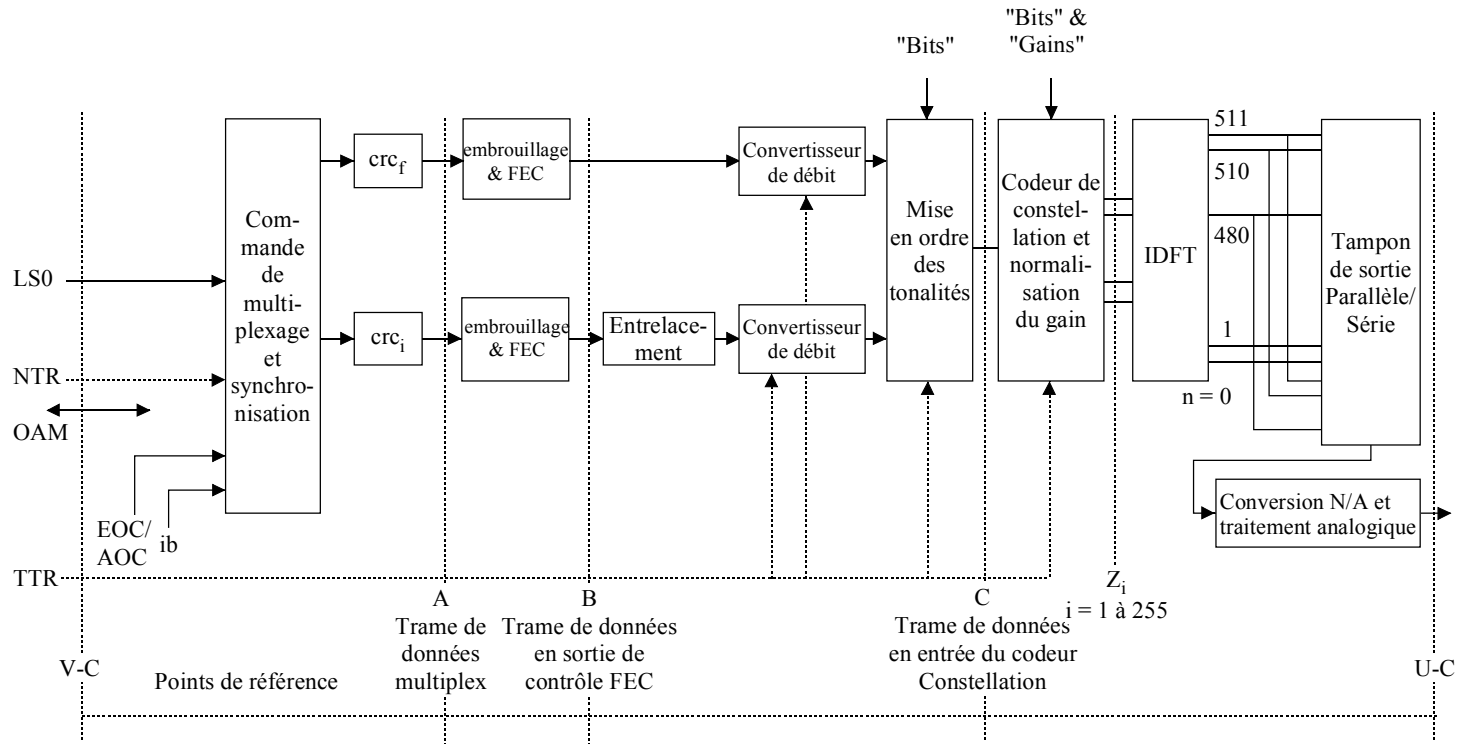 "Bits"
"Bits" &
"Gains"
crc_f
embrouillage
& FEC
Convertisseur
de débit
Com-
mande
de
multi-
plexage
et
synchro-
nisation
crc_i
embrouillage
& FEC
Entrelace-
ment
Convertisseur
de débit
Mise
en ordre
des
tonalités
Codeur de
constel-
lation et
normali-
sation
du gain
IDFT
511
510
480
1
n = 0
Tampon
de sortie
Parallèle/
Série
Conversion N/A et
traitement analogique
LS0
NTR
OAM
EOC/
AOC
ib
TTR
A
Trame de
données
multiplex
B
Trame de données
en sortie de
contrôle FEC
C
Trame de données
en entrée du codeur
Constellation
Z_i
i = 1 à 255
V-C
Points de référence
U-C